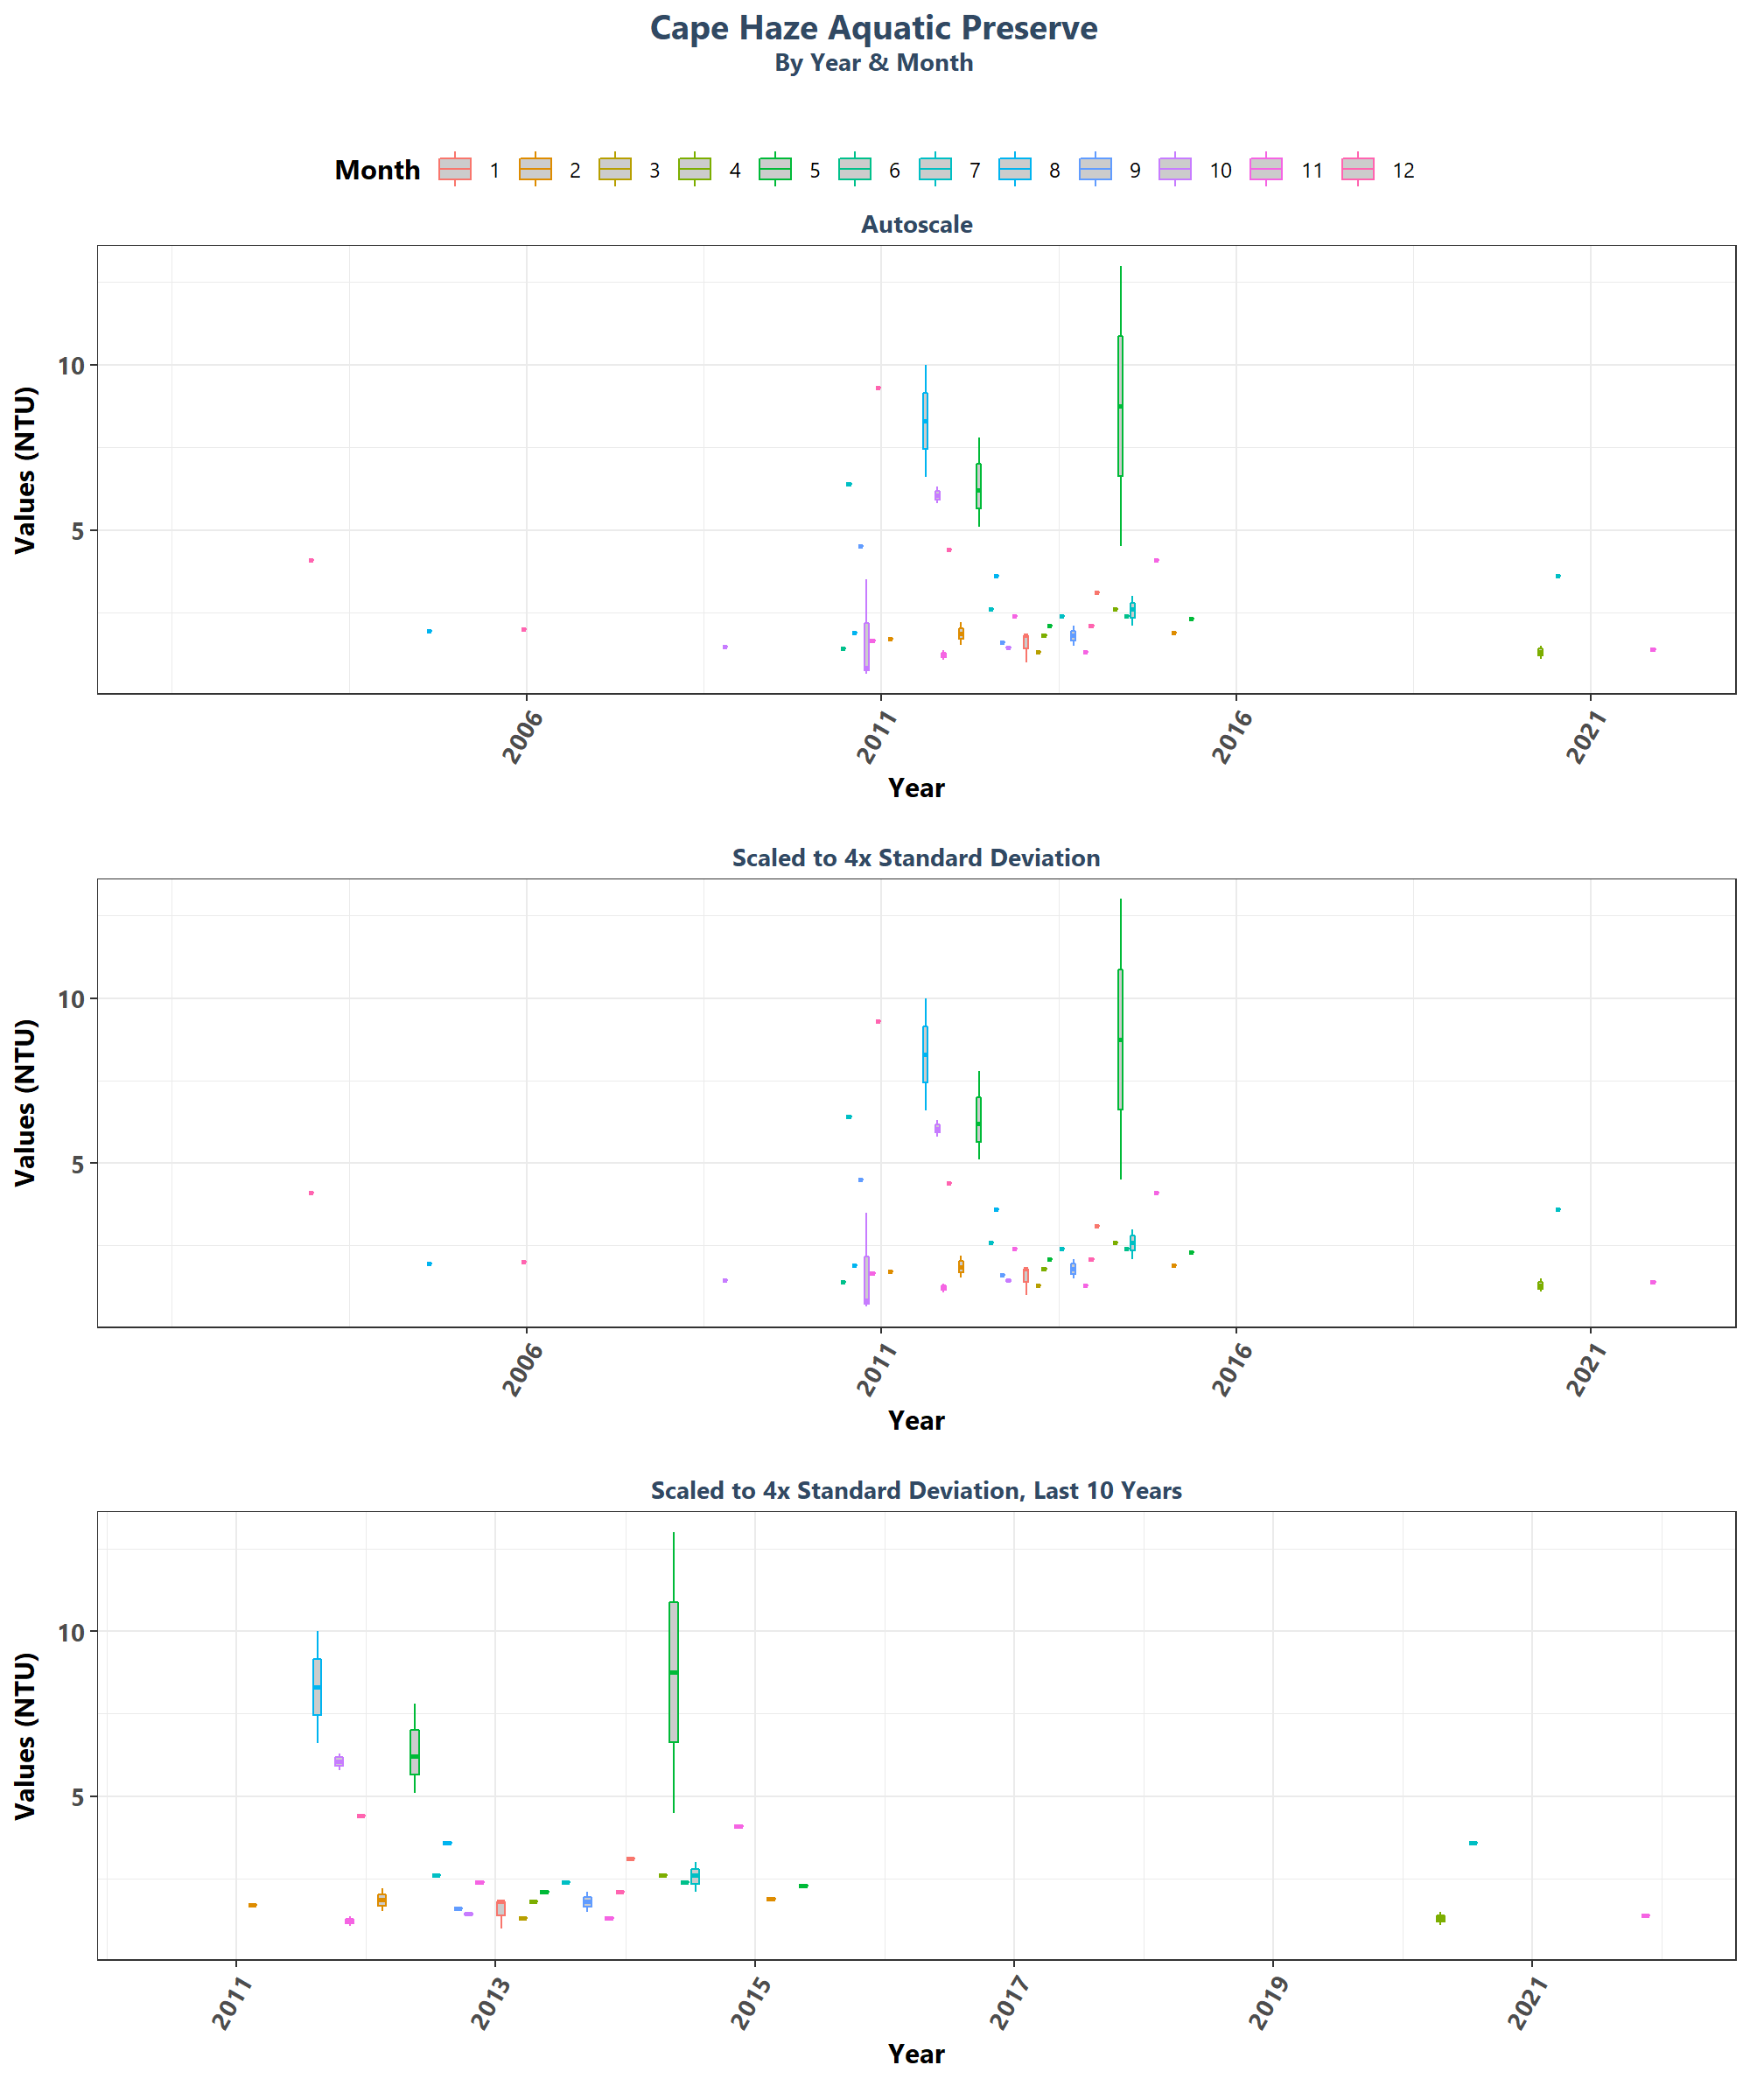 Cape Haze Aquatic Preserve
By Year & Month
Month 1 2 3 4 5 6 7 8 9 10 11 12
Autoscale
Values (NTU)
10
5
2006 2011 2016 2021
Year
Scaled to 4x Standard Deviation
Values (NTU)
10
5
2006 2011 2016 2021
Year
Scaled to 4x Standard Deviation, Last 10 Years
Values (NTU)
10
5
2011 2013 2015 2017 2019 2021
Year